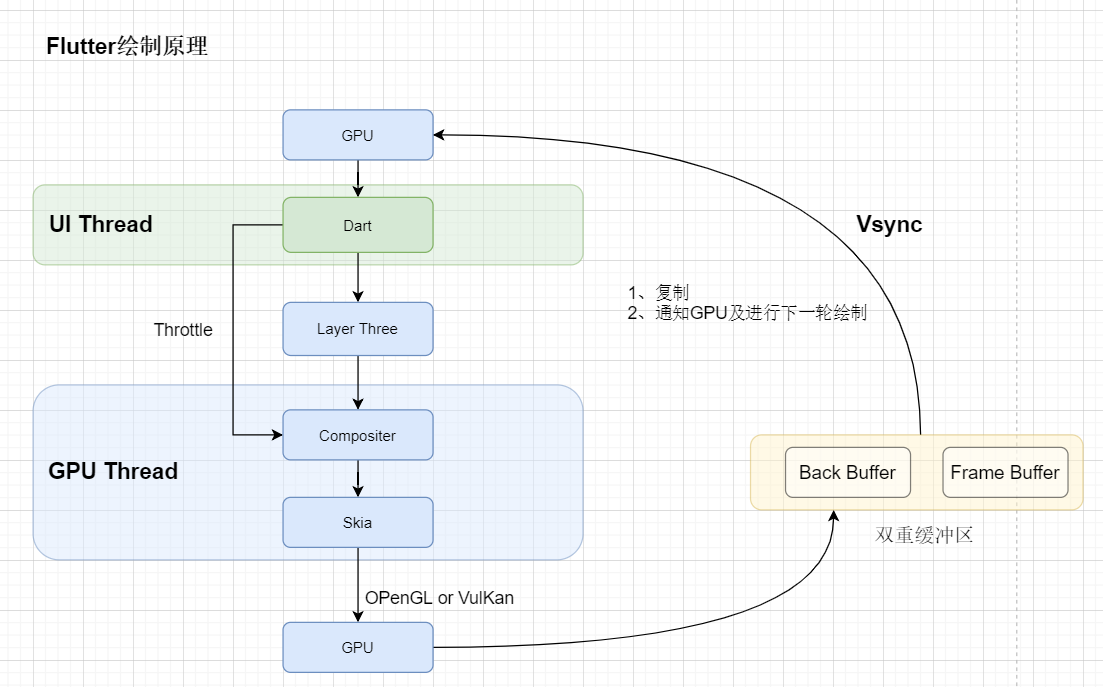 Flutter绘制原理
GPU
UI Thread
Dart
Vsync
1、复制
2、通知GPU及进行下一轮绘制
Throttle
Layer Three
Compositer
GPU Thread
Back Buffer
Frame Buffer
Skia
双重缓冲区
OPenGL or VulKan
GPU